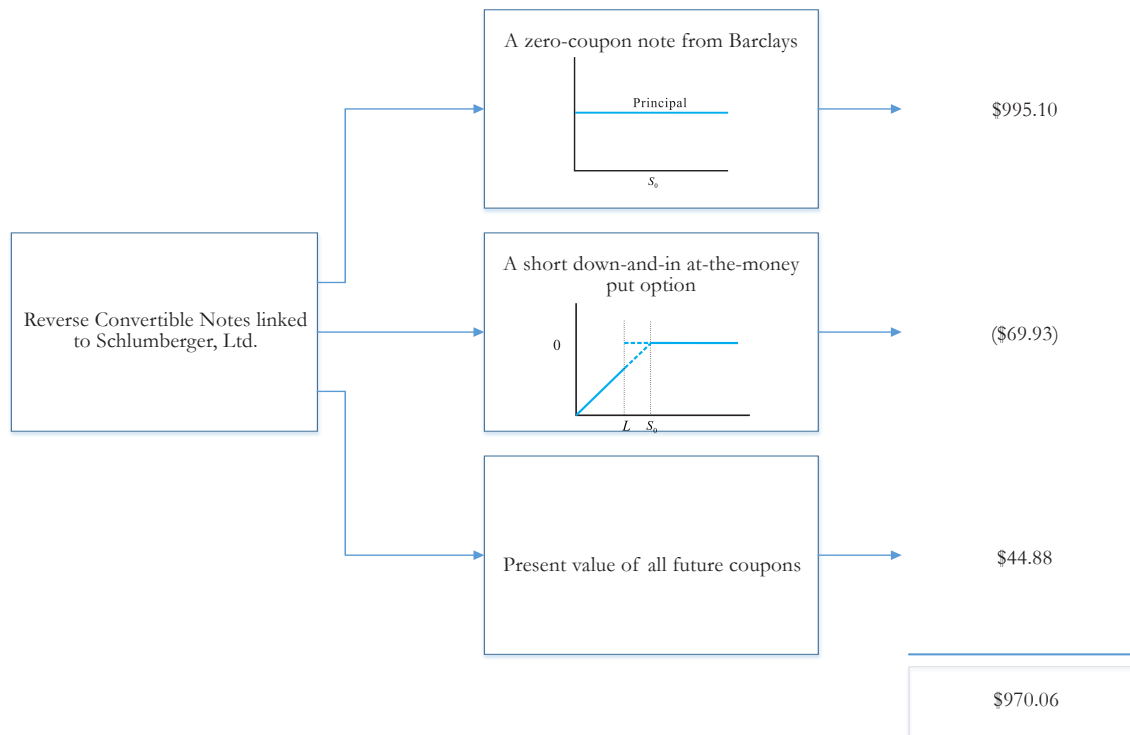 A zero-coupon note from Barclays
Principal
S₀
$995.10
Reverse Convertible Notes linked
to Schlumberger, Ltd.
A short down-and-in at-the-money
put option
0
L S₀
($69.93)
Present value of all future coupons
$44.88
$970.06